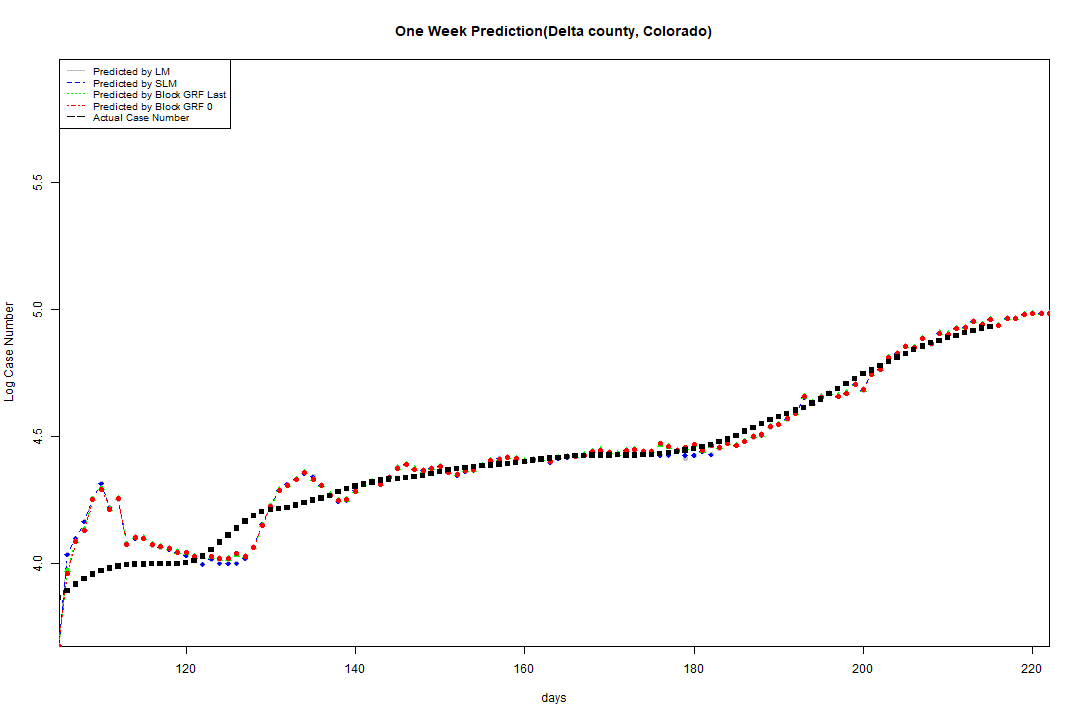 One Week Prediction(Delta county, Colorado)
Predicted by LM
Predicted by SLM
Predicted by Block GRF Last
Predicted by Block GRF 0
Actual Case Number
5.5
5.0
4.5
4.0
Log Case Number
120 140 160 180 200 220
days